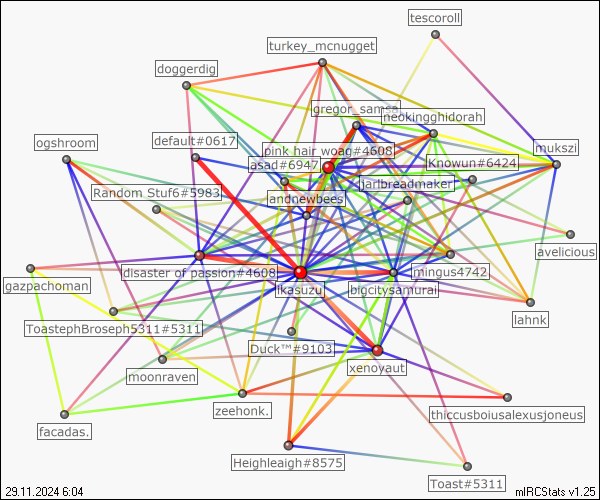 tescoroll
turkey_mcnugget
doggerdig
gregor_samsa
neokingghidorah
default#0617
ogshroom
pink hair woag#4608
mukszi
asad#6947
Knowun#6424
jarlbreadmaker
Random Stuf6#5983
andnewbees
avelicious
disaster of passion#4608
mingus4742
gazpachoman
ikasuzu
bigcitysamurai
lahnk
ToastephBroseph5311#5311
Duck™#9103
xenoyaut
moonraven
zeehonk.
thiccusboiusalexusjoneus
facadas.
Heighleaigh#8575
Toast#5311
29.11.2024 6:04
mIRCStats v1.25